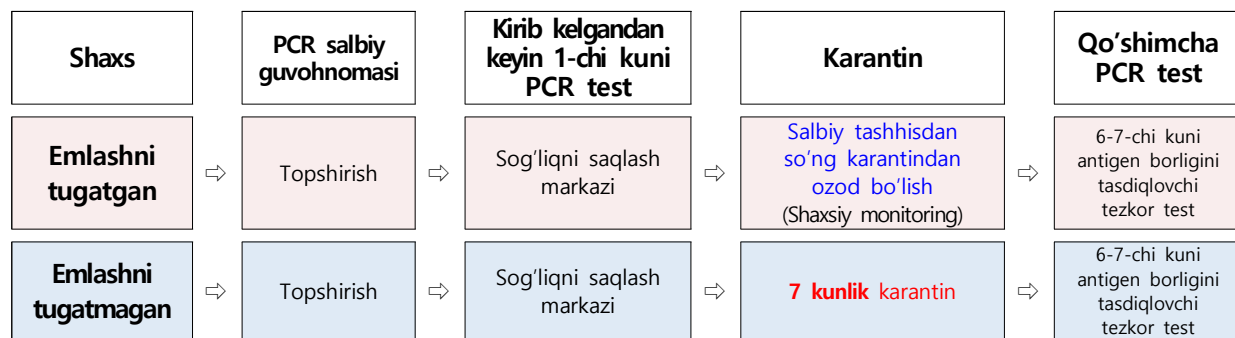 Shaxs
PCR salbiy
guvohnomasi
Kirib kelgandan
keyin 1-chi kuni
PCR test
Karantin
Qo'shimcha
PCR test
Emlashni
tugatgan
⇨
Topshirish
⇨
Sog'liqni saqlash
markazi
⇨
Salbiy tashhisdan
so'ng karantindan
ozod bo'lish
(Shaxsiy monitoring)
⇨
6-7-chi kuni
antigen borligini
tasdiqlovchi
tezkor test
Emlashni
tugatmagan
⇨
Topshirish
⇨
Sog'liqni saqlash
markazi
⇨
7 kunlik karantin
⇨
6-7-chi kuni
antigen borligini
tasdiqlovchi
tezkor test